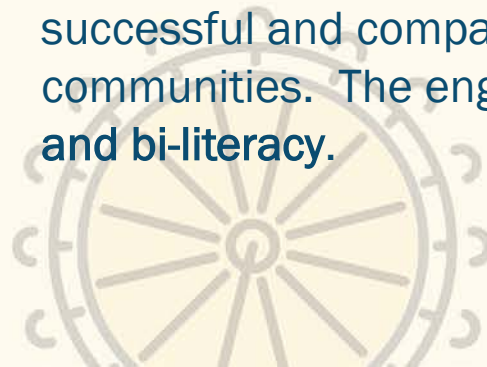 successful and compa
communities. The eng
and bi-literacy.